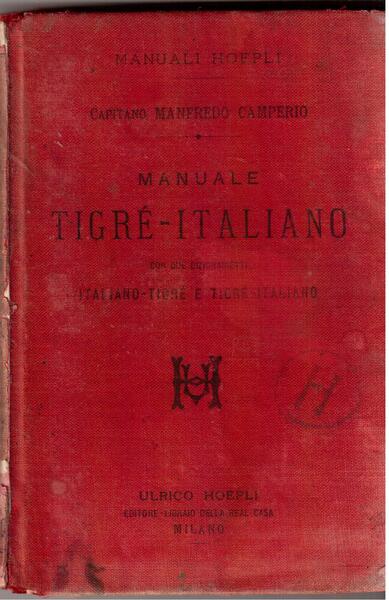 MANUALI HOEPLI
CAPITANO MANFREDO CAMPERIO
MANUALE
TIGRÉ-ITALIANO
CON DUE DIZIONARIETTI
ITALIANO-TIGRÉ E TIGRÉ-ITALIANO
H
ULRICO HOEPLI
EDITORE-LIBRAIO DELLA REAL CASA
MILANO